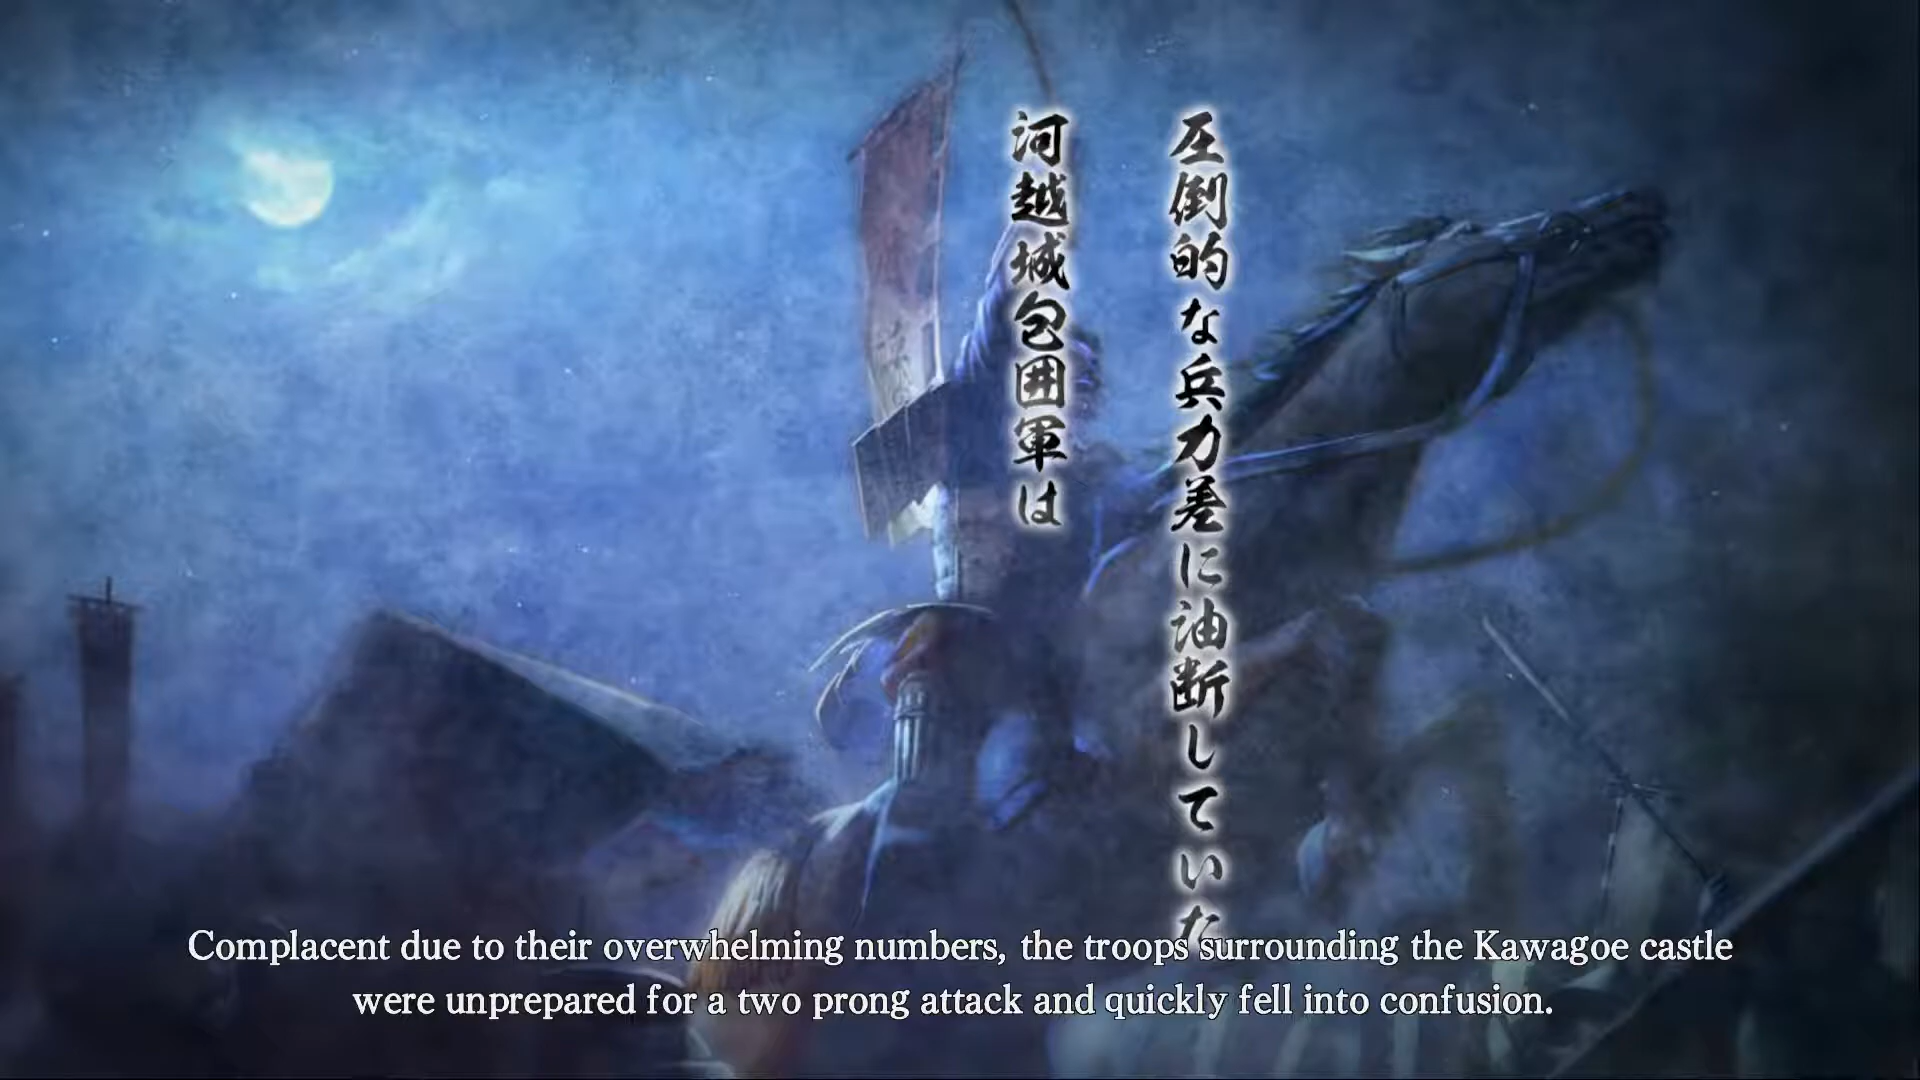 圧倒的な兵力差に油断していた
河越城包囲軍は
Complacent due to their overwhelming numbers, the troops surrounding the Kawagoe castle
were unprepared for a two prong attack and quickly fell into confusion.